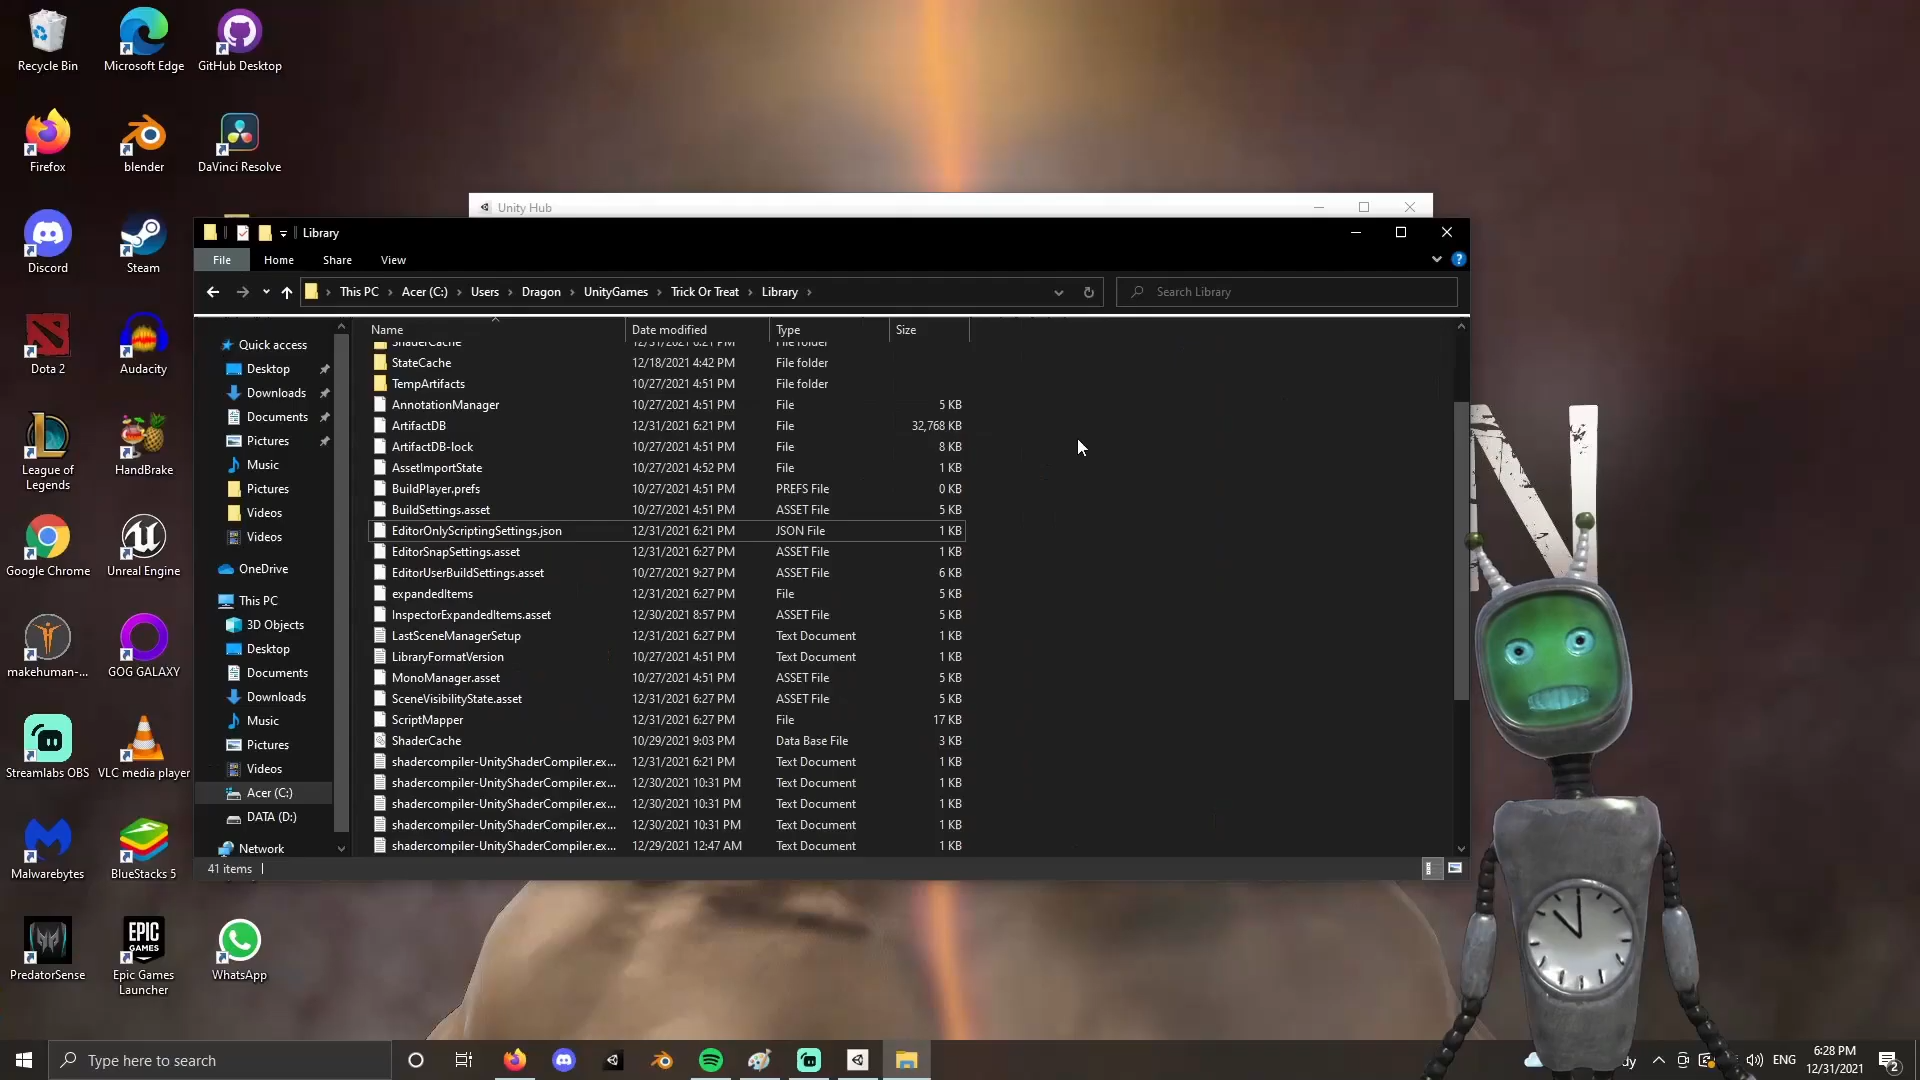 Recycle Bin
Microsoft Edge
GitHub Desktop
Firefox
blender
DaVinci Resolve
Discord
Steam
Dota 2
Audacity
League of
Legends
HandBrake
Google Chrome
Unreal Engine
makehuman-...
GOG GALAXY
Streamlabs OBS
VLC media player
Malwarebytes
BlueStacks 5
PredatorSense
EPIC
GAMES
Epic Games
Launcher
WhatsApp
Unity Hub
Library
File
Home
Share
View
This PC
Acer (C:)
Users
Dragon
UnityGames
Trick Or Treat
Library
Search Library
Quick access
Desktop
Downloads
Documents
Pictures
Music
Pictures
Videos
Videos
OneDrive
This PC
3D Objects
Desktop
Documents
Downloads
Music
Pictures
Videos
Acer (C:)
DATA (D:)
Network
Name Date modified Type Size
ShaderCache 12/31/2021 6:21 PM File folder
StateCache 12/18/2021 4:42 PM File folder
TempArtifacts 10/27/2021 4:51 PM File folder
AnnotationManager 10/27/2021 4:51 PM File 5 KB
ArtifactDB 12/31/2021 6:21 PM File 32,768 KB
ArtifactDB-lock 10/27/2021 4:51 PM File 8 KB
AssetImportState 10/27/2021 4:52 PM File 1 KB
BuildPlayer.prefs 10/27/2021 4:51 PM PREFS File 0 KB
BuildSettings.asset 10/27/2021 4:51 PM ASSET File 5 KB
EditorOnlyScriptingSettings.json 12/31/2021 6:21 PM JSON File 1 KB
EditorSnapSettings.asset 12/31/2021 6:27 PM ASSET File 1 KB
EditorUserBuildSettings.asset 10/27/2021 9:27 PM ASSET File 6 KB
expandedItems 12/31/2021 6:27 PM File 5 KB
InspectorExpandedItems.asset 12/30/2021 8:57 PM ASSET File 5 KB
LastSceneManagerSetup 12/31/2021 6:27 PM Text Document 1 KB
LibraryFormatVersion 10/27/2021 4:51 PM Text Document 1 KB
MonoManager.asset 10/27/2021 4:51 PM ASSET File 5 KB
SceneVisibilityState.asset 12/31/2021 6:27 PM ASSET File 5 KB
ScriptMapper 12/31/2021 6:27 PM File 17 KB
ShaderCache 10/29/2021 9:03 PM Data Base File 3 KB
shadercompiler-UnityShaderCompiler.ex... 12/31/2021 6:21 PM Text Document 1 KB
shadercompiler-UnityShaderCompiler.ex... 12/30/2021 10:31 PM Text Document 1 KB
shadercompiler-UnityShaderCompiler.ex... 12/30/2021 10:31 PM Text Document 1 KB
shadercompiler-UnityShaderCompiler.ex... 12/30/2021 10:31 PM Text Document 1 KB
shadercompiler-UnityShaderCompiler.ex... 12/29/2021 12:47 AM Text Document 1 KB
41 items
Type here to search
ENG
6:28 PM
12/31/2021
2